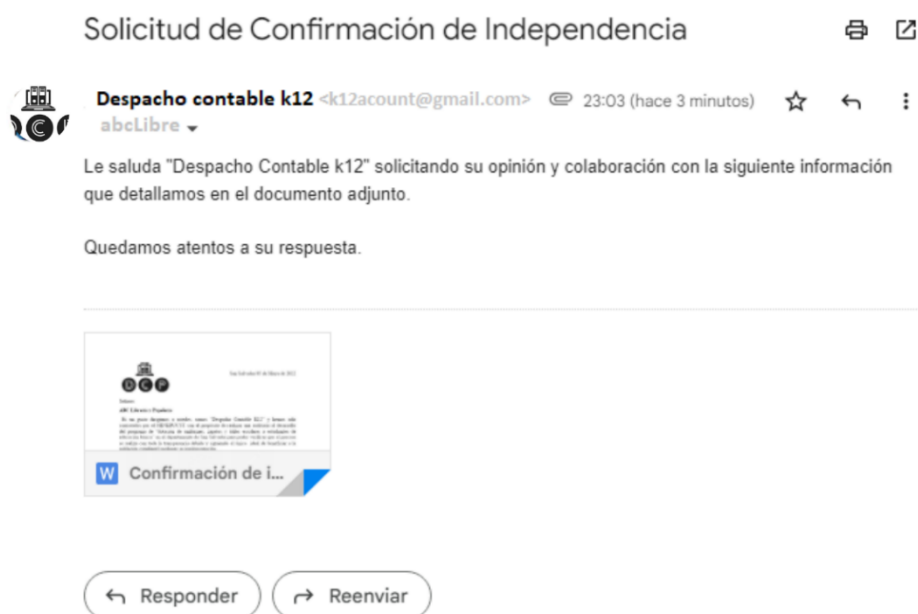 Solicitud de Confirmación de Independencia
Despacho contable k12 <k12acount@gmail.com> 23:03 (hace 3 minutos)
abcLibre
Le saluda "Despacho Contable k12" solicitando su opinión y colaboración con la siguiente información
que detallamos en el documento adjunto.
Quedamos atentos a su respuesta.
DCP
W Confirmación de i...
Responder Reenviar